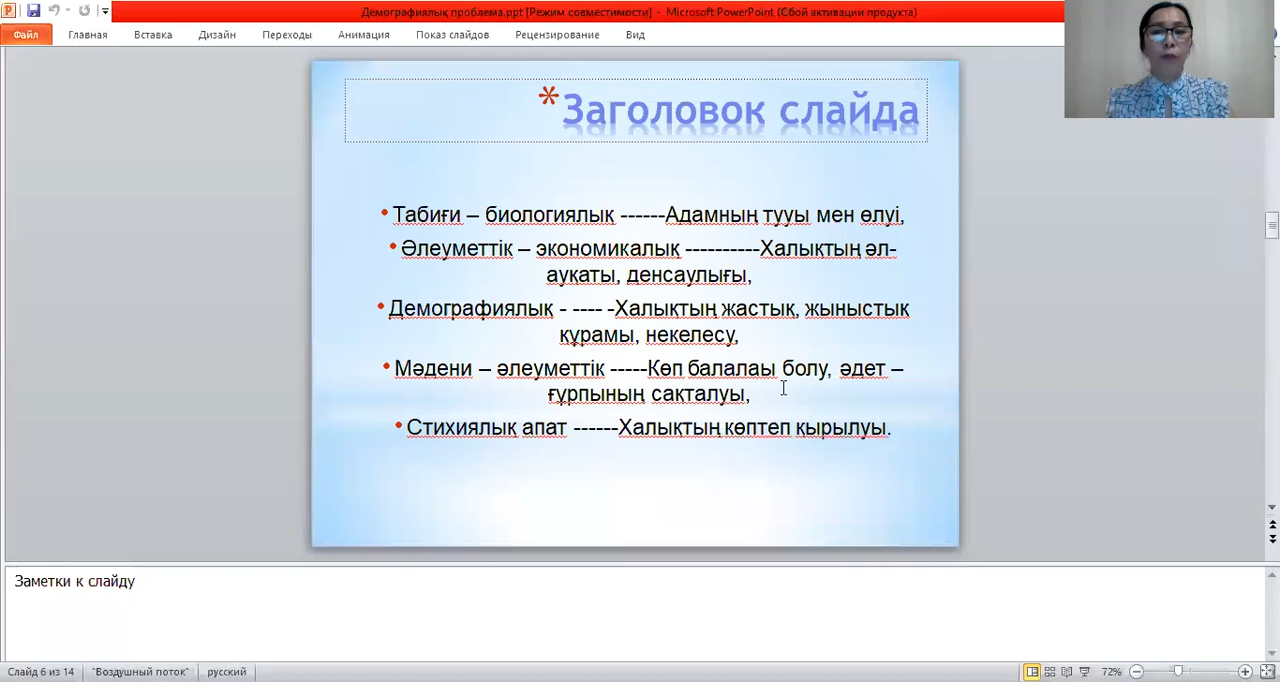 Демографиялық проблема.ppt [Режим совместимости] - Microsoft PowerPoint (Сбой активации продукта)
Файл Главная Вставка Дизайн Переходы Анимация Показ слайдов Рецензирование Вид
*Заголовок слайда
• Табиғи – биологиялық ------Адамның тууы мен өлуі,
• Әлеуметтік – экономикалық ----------Халықтың әл-
ауқаты, денсаулығы,
• Демографиялық - ---- -Халықтың жастық, жыныстық
құрамы, некелесу,
• Мәдени – әлеуметтік -----Көп балалаы болу, әдет –
ғұрпының сақталуы,
• Стихиялық апат ------Халықтың көптеп қырылуы.
Заметки к слайду
Слайд 6 из 14 "Воздушный поток" русский 72%